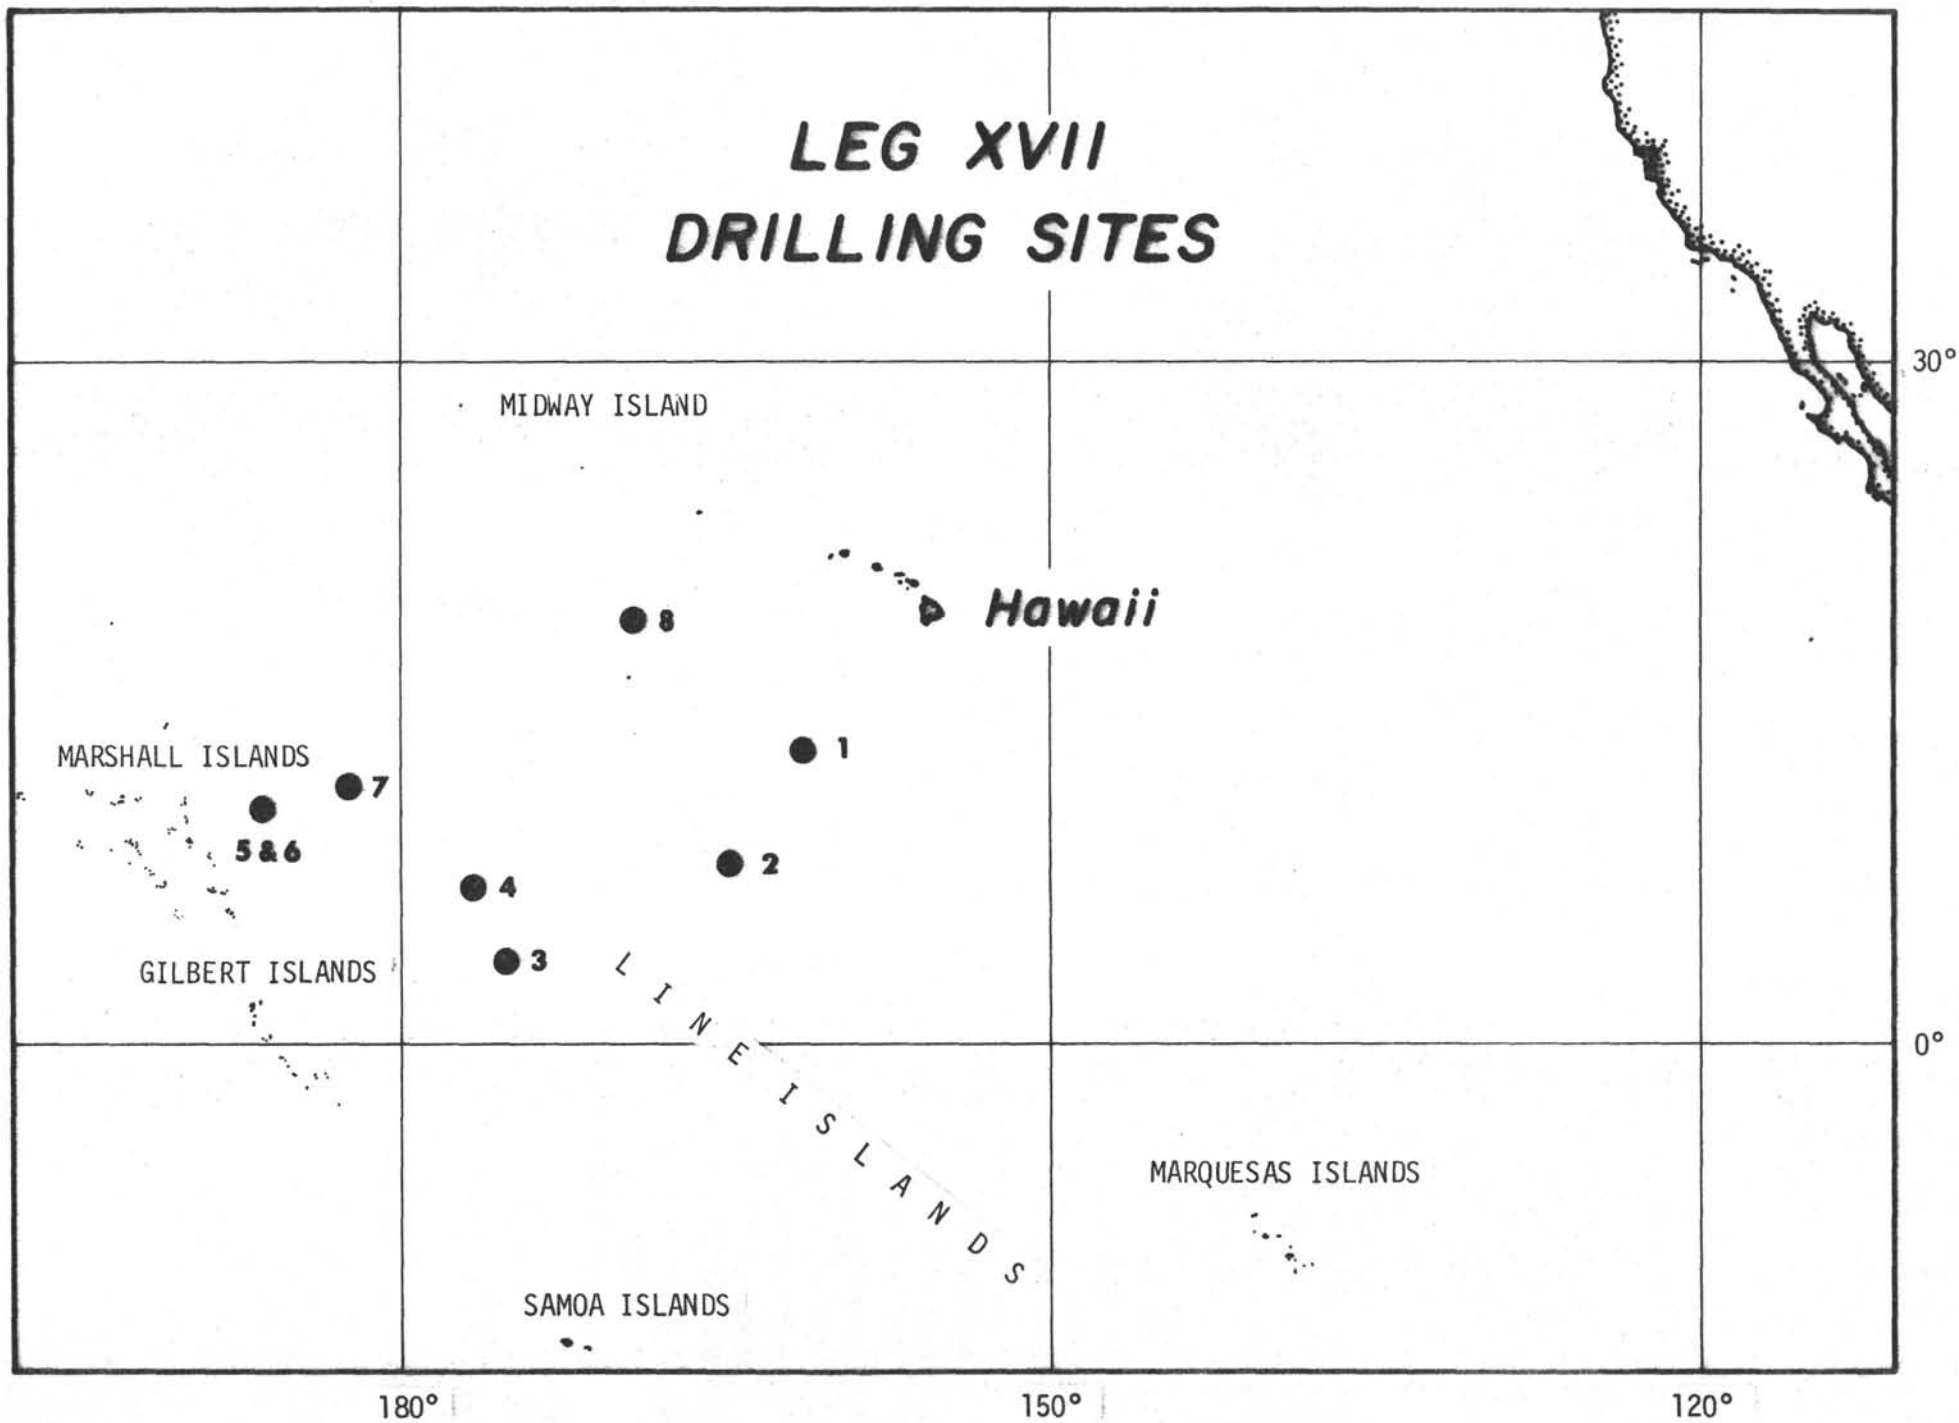 LEG XVII
DRILLING SITES
30°
MIDWAY ISLAND
8
Hawaii
1
MARSHALL ISLANDS
7
5 & 6
2
4
3
GILBERT ISLANDS
LINE ISLANDS
0°
MARQUESAS ISLANDS
SAMOA ISLANDS
180°
150°
120°